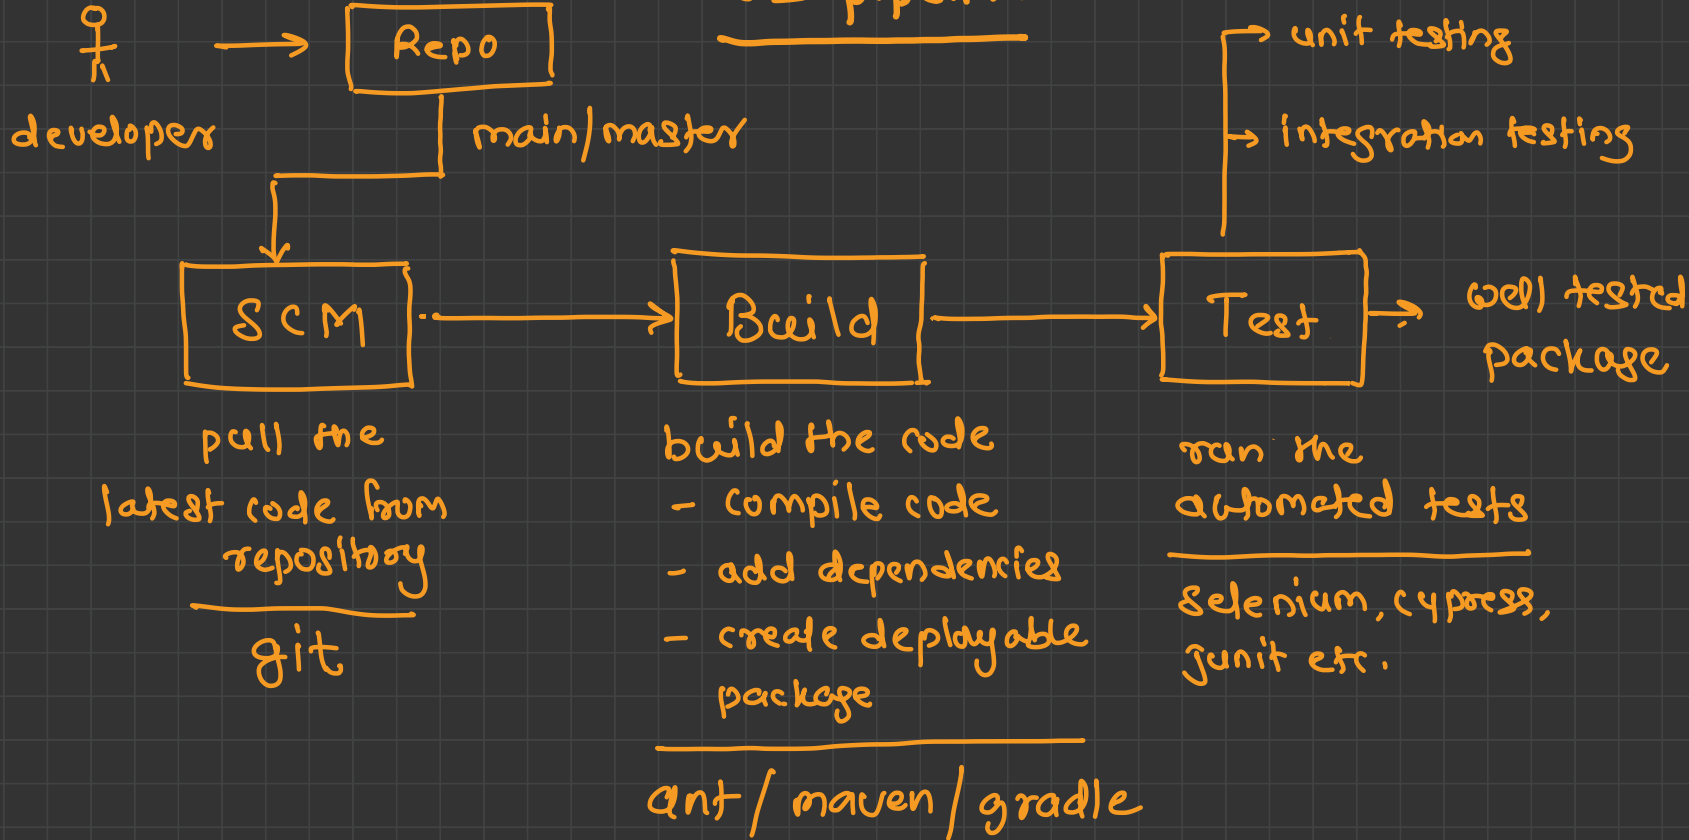 Repo
unit testing
developer
main/master
integration testing
SCM
Build
Test
well tested
package
pull the
latest code from
repository
git
build the code
- compile code
- add dependencies
- create deployable
package
ant/maven/gradle
run the
automated tests
selenium, cypress,
junit etc.